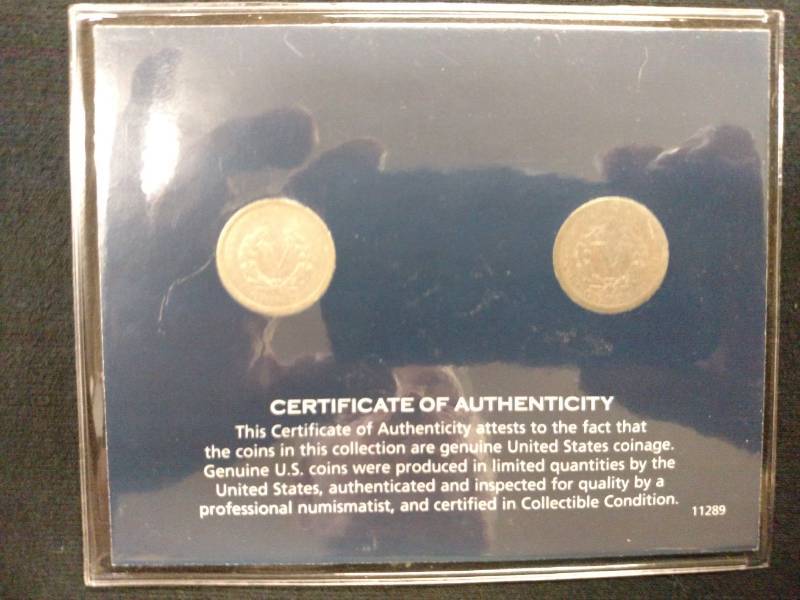 V
V
CERTIFICATE OF AUTHENTICITY
This Certificate of Authenticity attests to the fact that
the coins in this collection are genuine United States coinage.
Genuine U.S. coins were produced in limited quantities by the
United States, authenticated and inspected for quality by a
professional numismatist, and certified in Collectible Condition.
11289